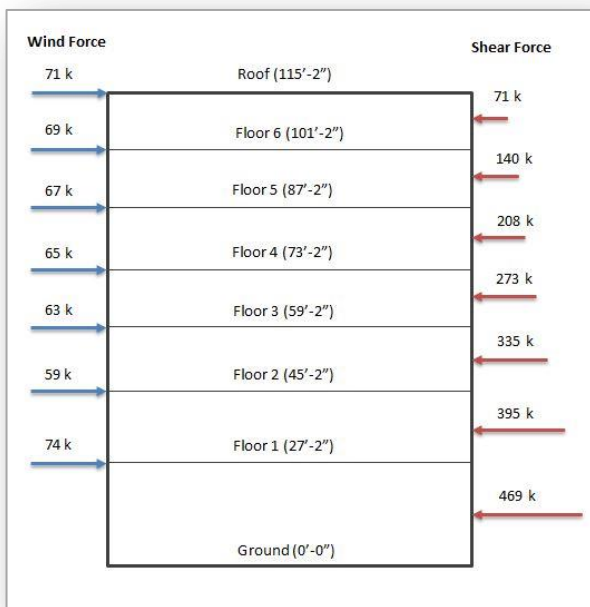 Wind Force
Shear Force
71 k
Roof (115'-2”)
71 k
69 k
Floor 6 (101'-2”)
140 k
67 k
Floor 5 (87'-2”)
208 k
65 k
Floor 4 (73'-2”)
273 k
63 k
Floor 3 (59'-2”)
335 k
59 k
Floor 2 (45'-2”)
395 k
74 k
Floor 1 (27'-2”)
469 k
Ground (0'-0”)